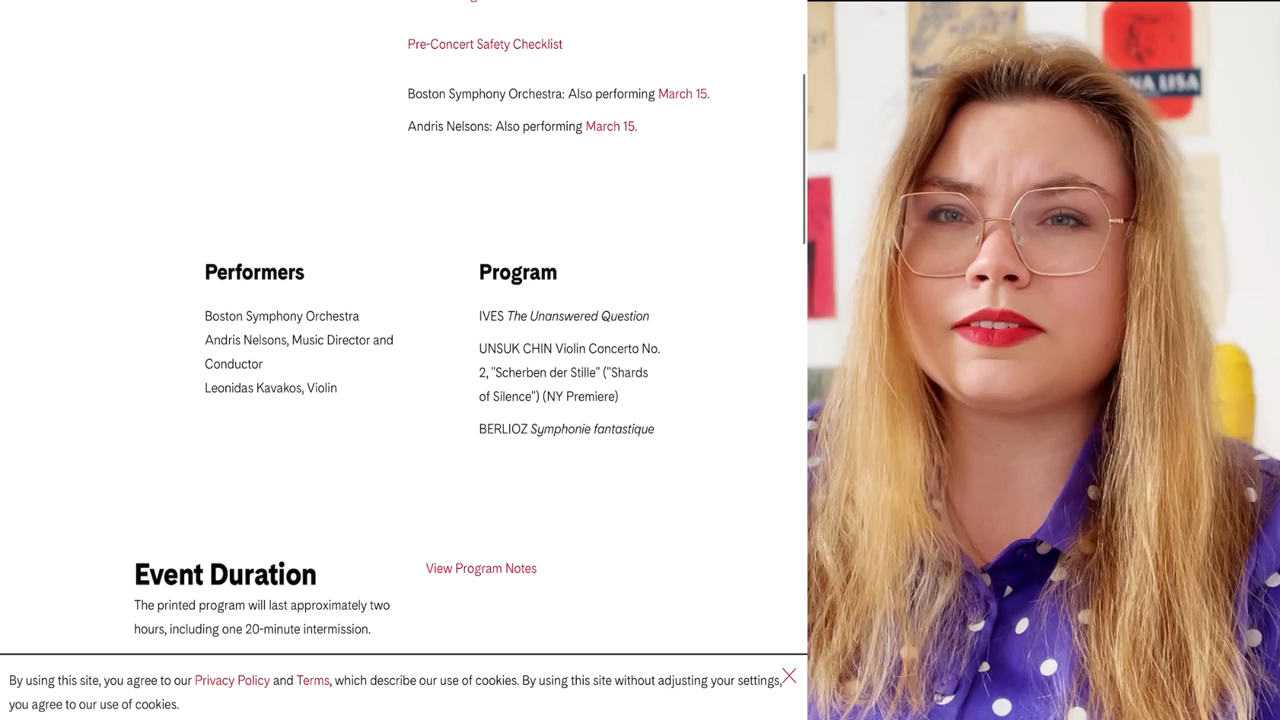 Pre-Concert Safety Checklist
Boston Symphony Orchestra: Also performing March 15.
Andris Nelsons: Also performing March 15.
Performers
Boston Symphony Orchestra
Andris Nelsons, Music Director and
Conductor
Leonidas Kavakos, Violin
Program
IVES The Unanswered Question
UNSUK CHIN Violin Concerto No.
2, "Scherben der Stille" ("Shards
of Silence") (NY Premiere)
BERLIOZ Symphonie fantastique
Event Duration
The printed program will last approximately two
hours, including one 20-minute intermission.
View Program Notes
By using this site, you agree to our Privacy Policy and Terms, which describe our use of cookies. By using this site without adjusting your settings,
you agree to our use of cookies.
LISA